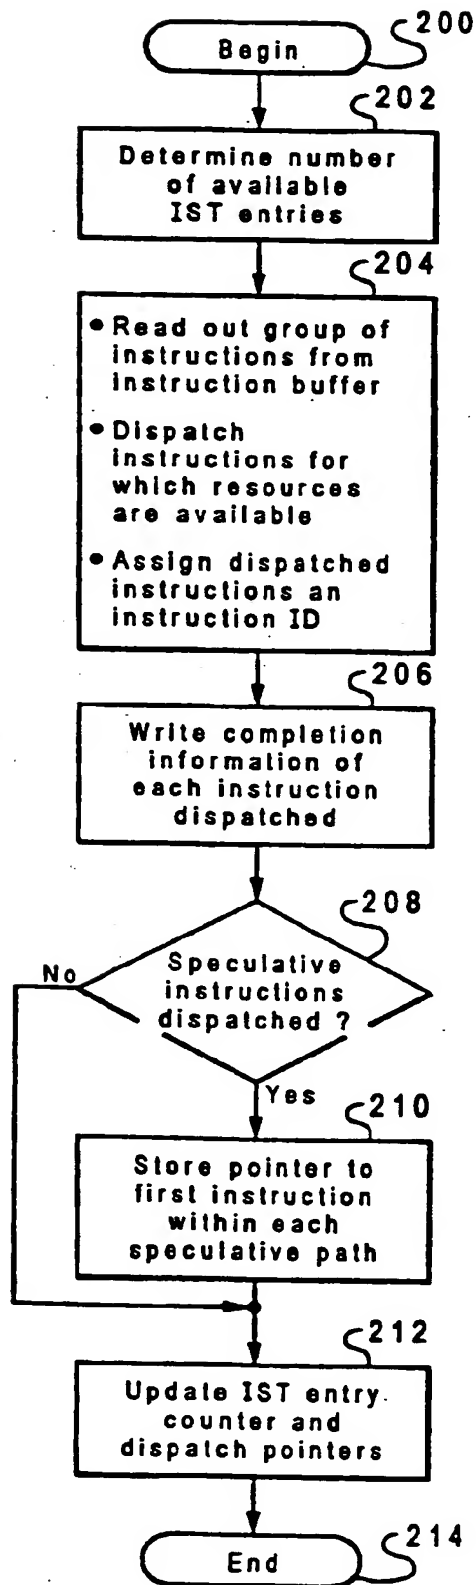 200
Begin
202
Determine number
of available
IST entries
204
• Read out group of
instructions from
instruction buffer
• Dispatch
instructions for
which resources
are available
• Assign dispatched
instructions an
instruction ID
206
Write completion
information of
each instruction
dispatched
208
No
Speculative
instructions
dispatched ?
Yes
210
Store pointer to
first instruction
within each
speculative path
212
Update IST entry
counter and
dispatch pointers
214
End